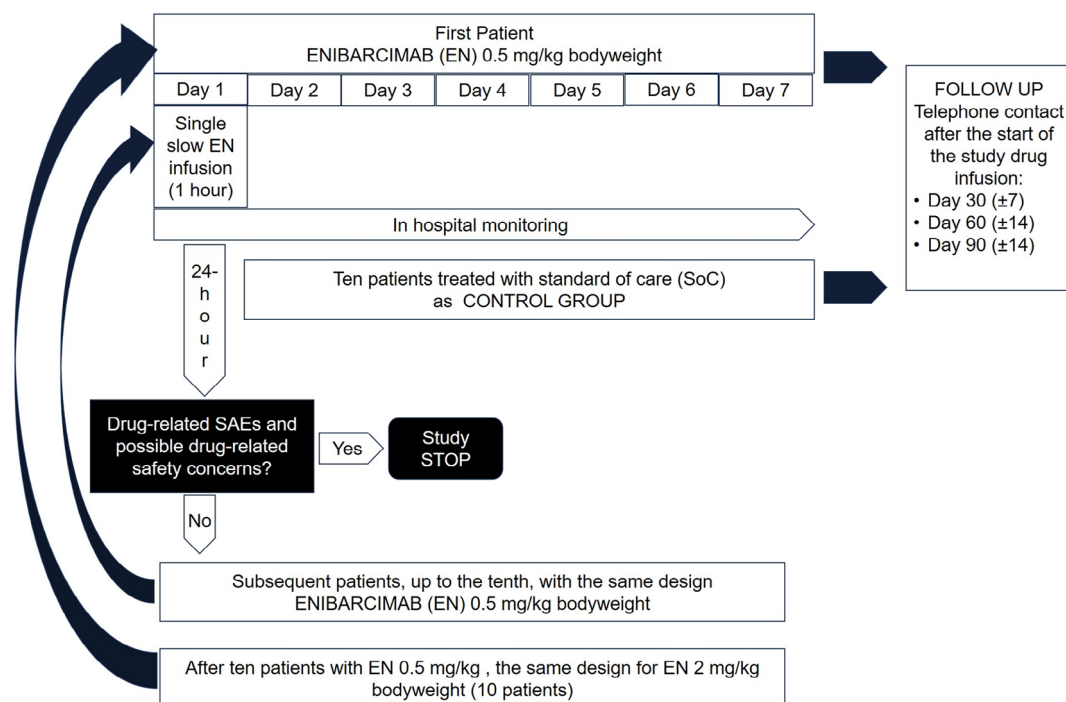 First Patient
ENIBARCIMAB (EN) 0.5 mg/kg bodyweight
Day 1
Day 2
Day 3
Day 4
Day 5
Day 6
Day 7
Single
slow EN
infusion
(1 hour)
In hospital monitoring
FOLLOW UP
Telephone contact
after the start of
the study drug
infusion:
• Day 30 (±7)
• Day 60 (±14)
• Day 90 (±14)
24-
h
o
u
r
Ten patients treated with standard of care (SoC)
as CONTROL GROUP
Drug-related SAEs and
possible drug-related
safety concerns?
Yes
Study
STOP
No
Subsequent patients, up to the tenth, with the same design
ENIBARCIMAB (EN) 0.5 mg/kg bodyweight
After ten patients with EN 0.5 mg/kg , the same design for EN 2 mg/kg
bodyweight (10 patients)